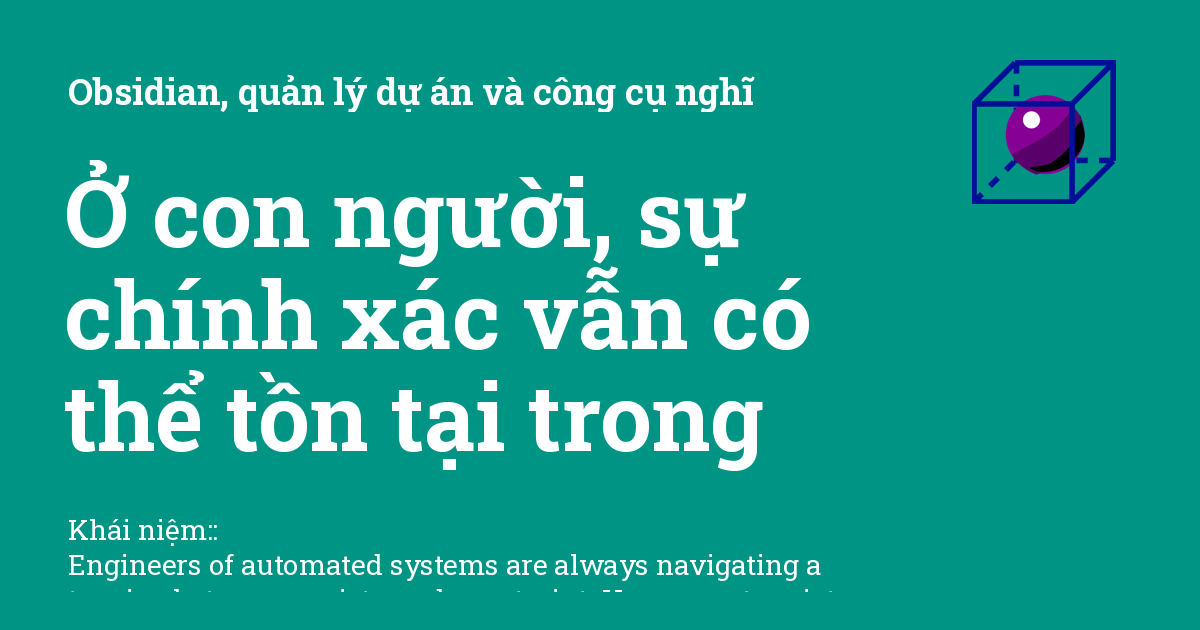 Obsidian, quản lý dự án và công cụ nghĩ
Ở con người, sự
chính xác vẫn có
thể tồn tại trong
Khái niệm::
Engineers of automated systems are always navigating a